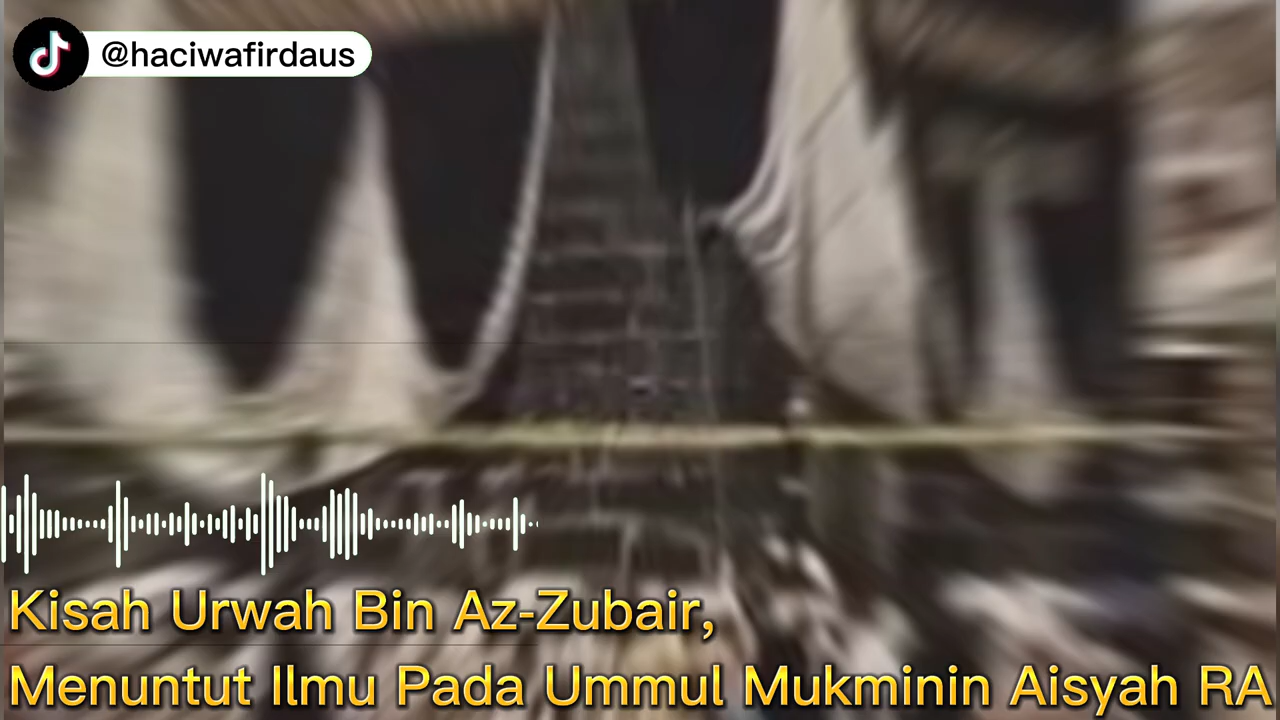 @haciwafirdaus
Kisah Urwah Bin Az-Zubair,
Menuntut Ilmu Pada Ummul Mukminin Aisyah RA